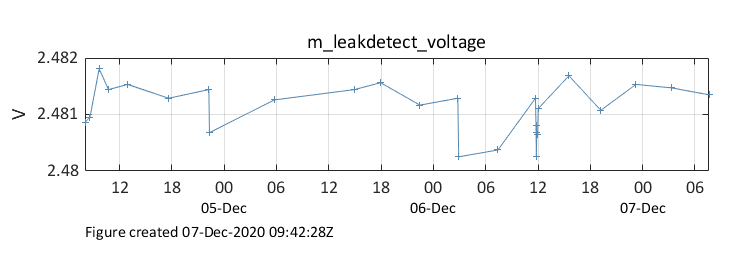 m_leakdetect_voltage
2.482
2.481
2.48
V
12 18 00 06 12 18 00 06 12 18 00 06
05-Dec 06-Dec 07-Dec
Figure created 07-Dec-2020 09:42:28Z